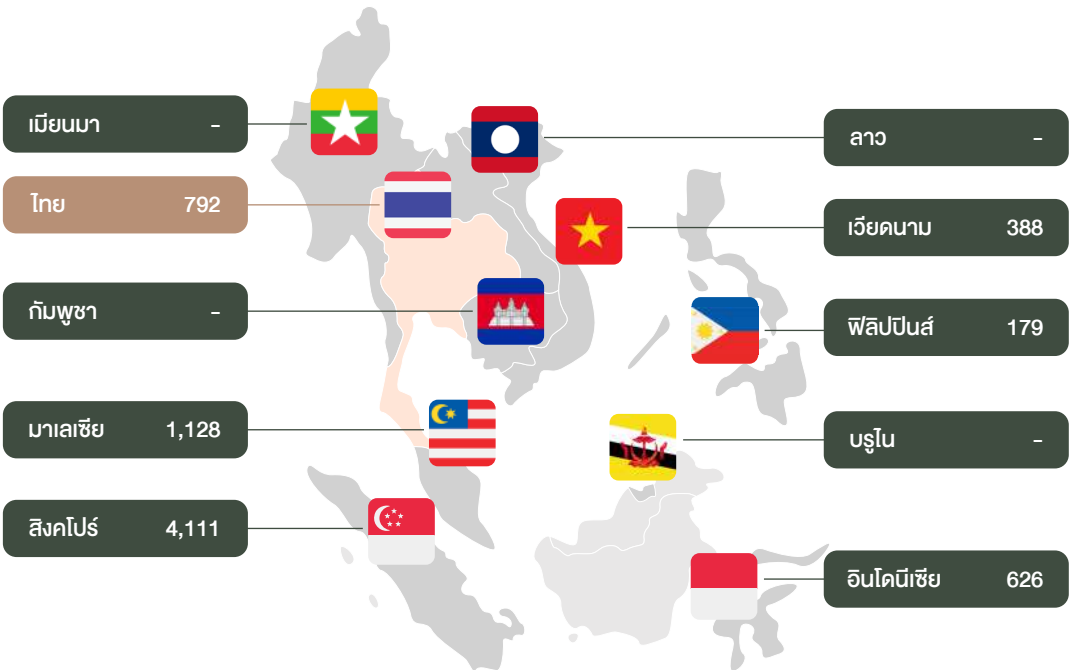 เมียนมา -
ไทย 792
กัมพูชา -
มาเลเซีย 1,128
สิงคโปร์ 4,111
ลาว -
เวียดนาม 388
ฟิลิปปินส์ 179
บรูไน -
อินโดนีเซีย 626